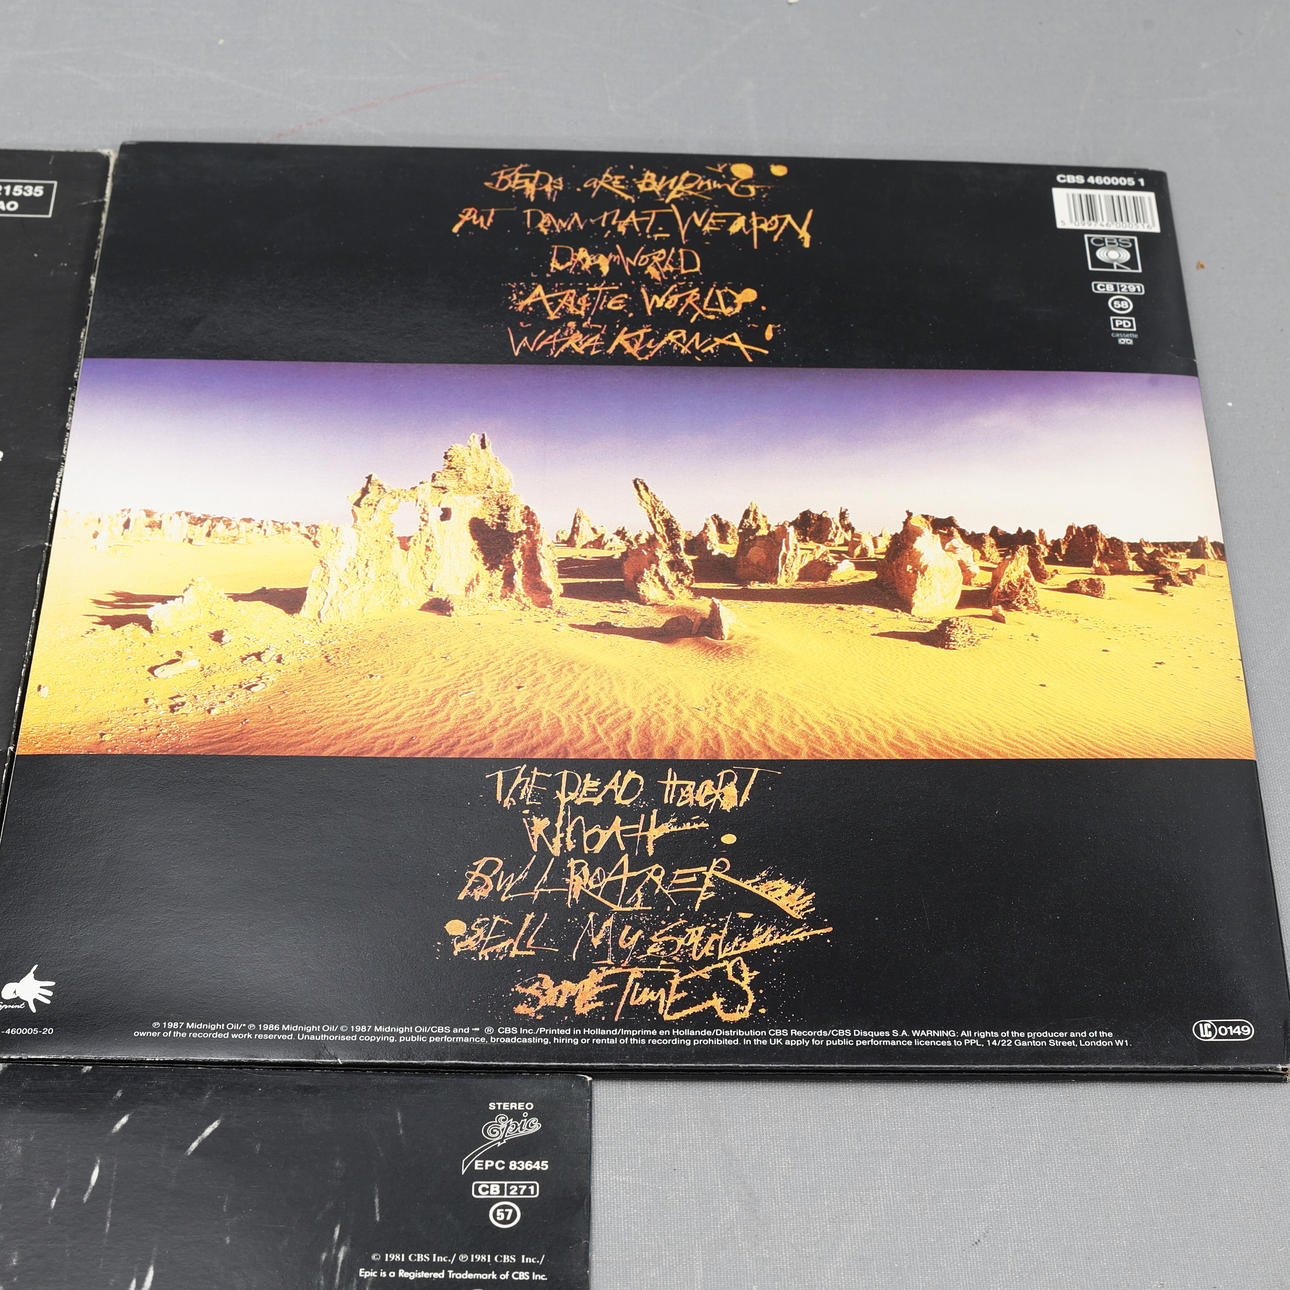 21535
AO
BEDS ARE BURNING
PUT DOWN THAT WEAPON
DREAMWORLD
ARCTIC WORLD
WARAKURNA
CBS 460005 1
5 099746 000516
CBS
CB 291
58
PD
cassette
THE DEAD HEART
WHOAH
BULLROARER
SELL MY SOUL
SOMETIMES
-460005-20
℗ 1987 Midnight Oil/* ℗ 1986 Midnight Oil/ © 1987 Midnight Oil/CBS and ® CBS Inc./Printed in Holland/Imprimé en Hollande/Distribution CBS Records/CBS Disques S.A. WARNING: All rights of the producer and of the
owner of the recorded work reserved. Unauthorised copying, public performance, broadcasting, hiring or rental of this recording prohibited. In the UK apply for public performance licences to PPL, 14/22 Ganton Street, London W1.
LC 0149
STEREO
Epic
EPC 83645
CB 271
57
© 1981 CBS Inc./ ℗ 1981 CBS Inc./
Epic is a Registered Trademark of CBS Inc.